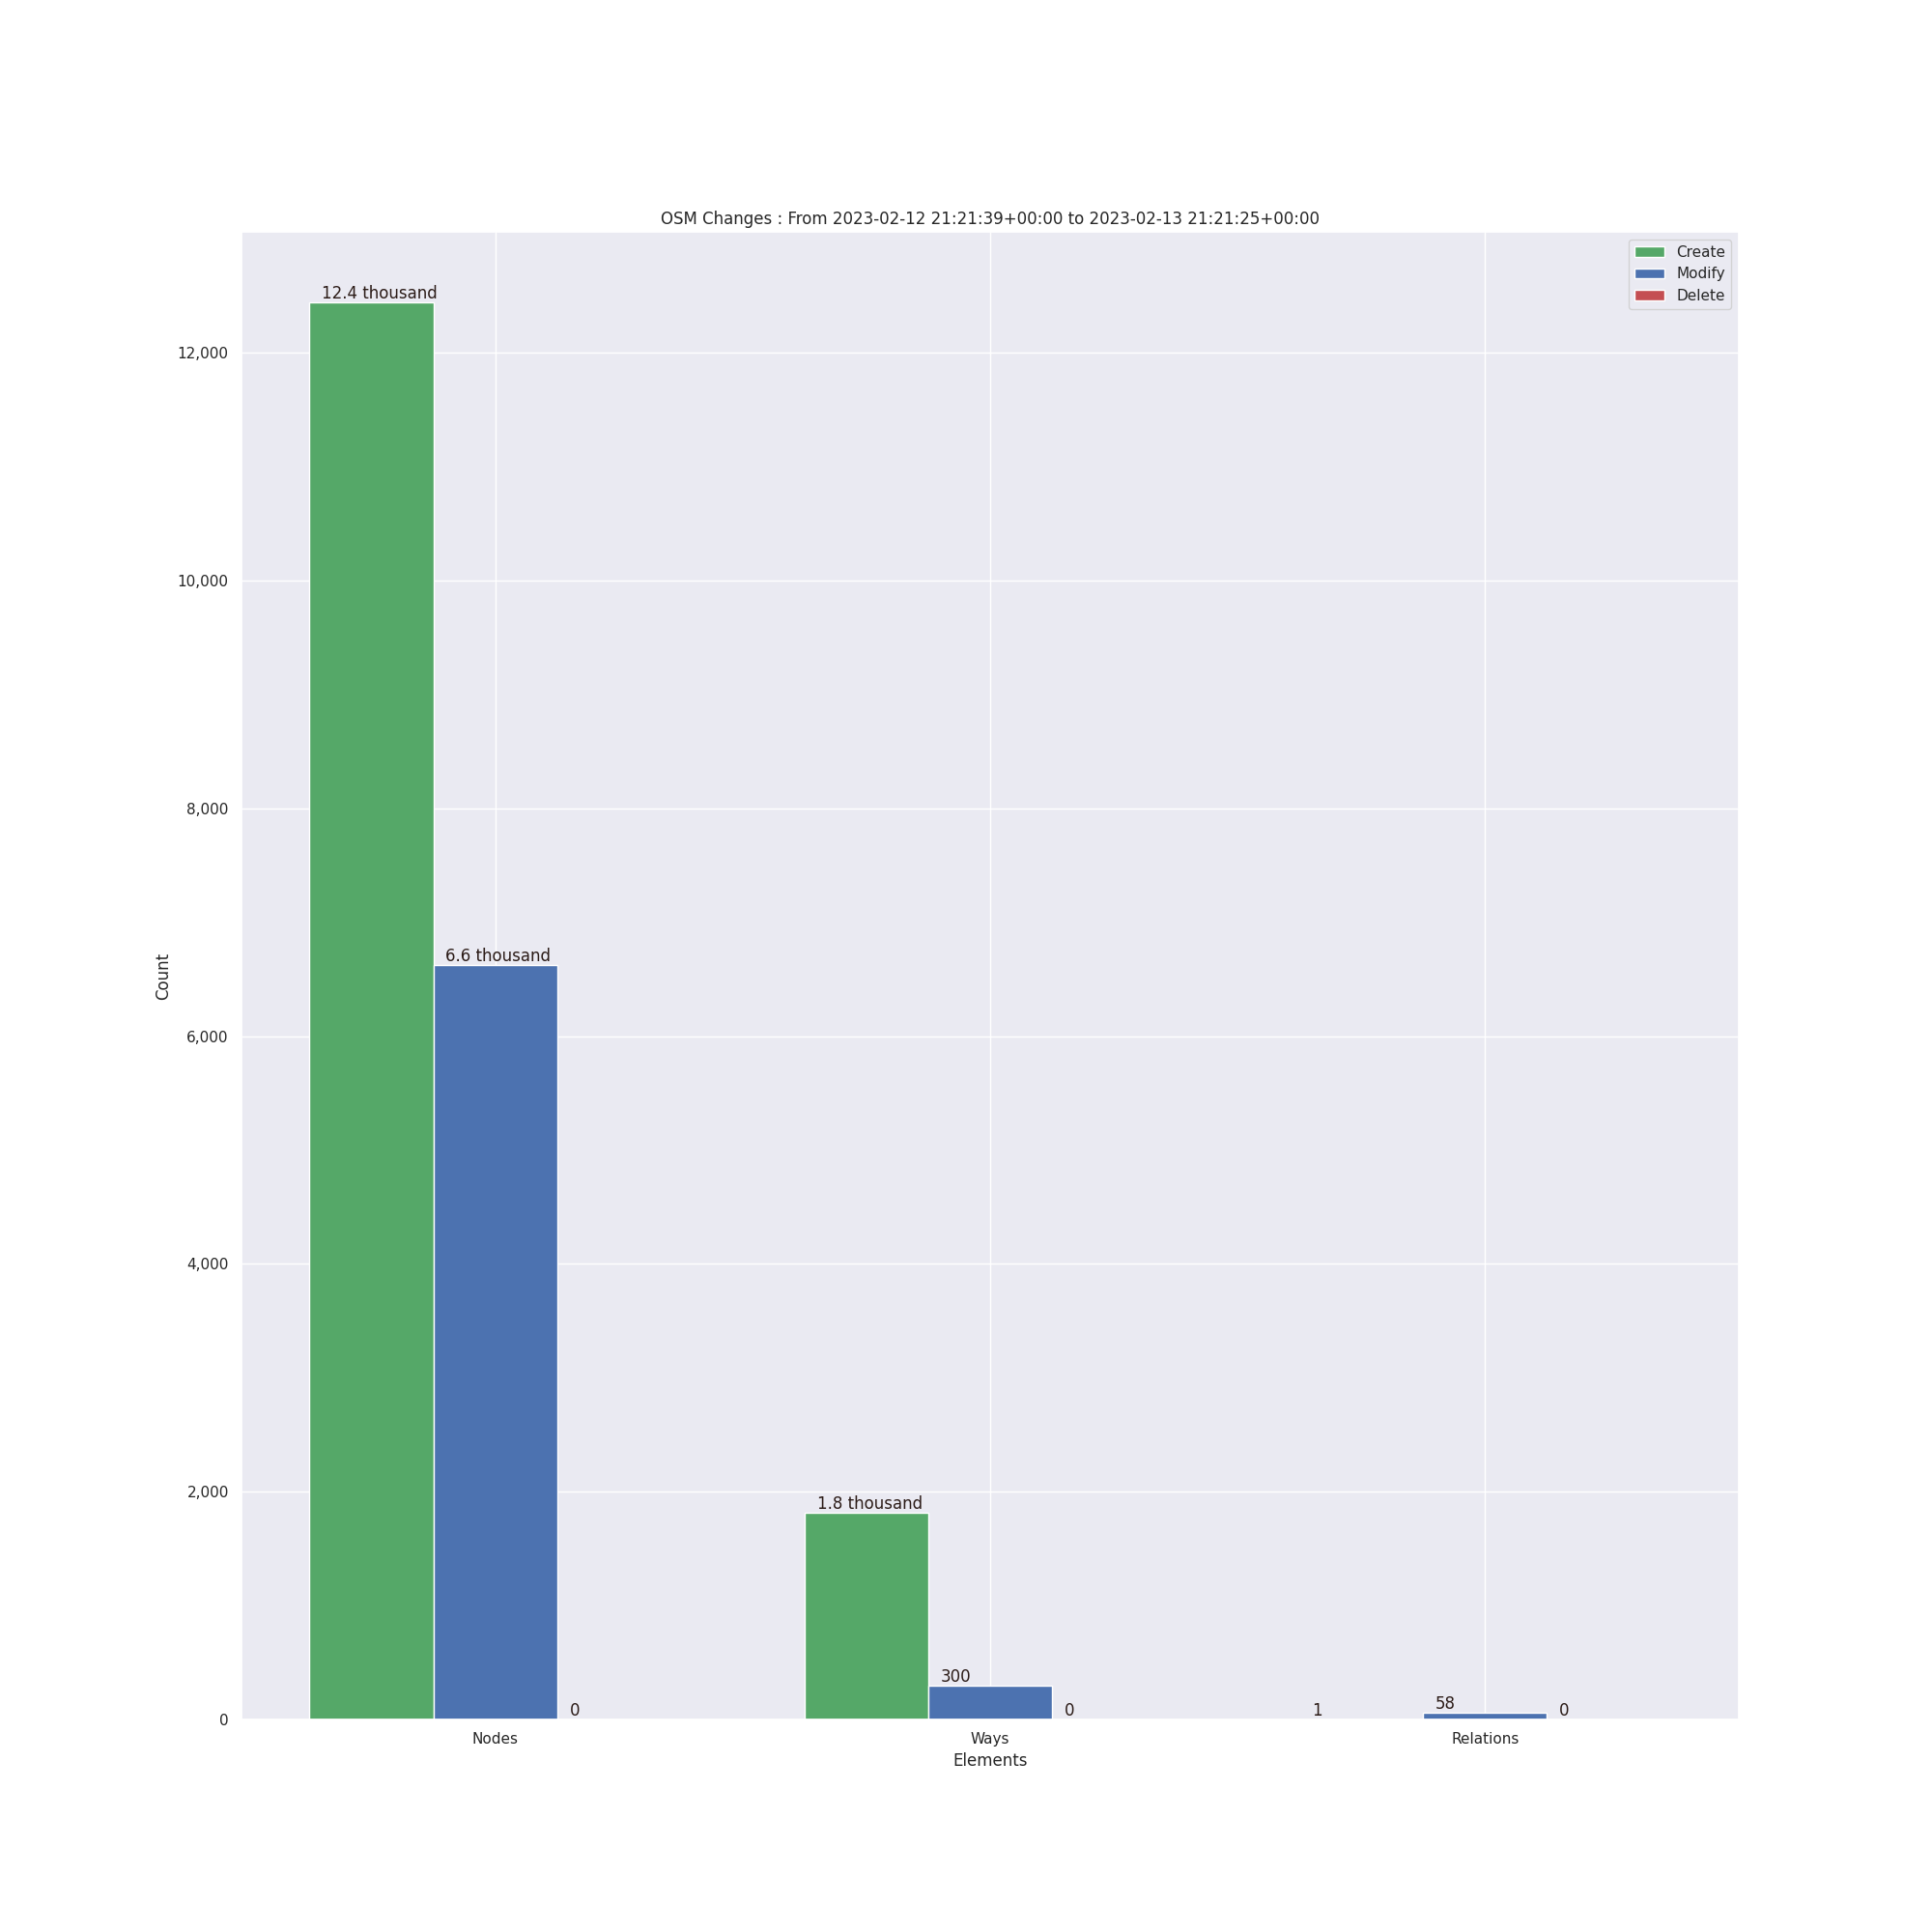 OSM Changes : From 2023-02-12 21:21:39+00:00 to 2023-02-13 21:21:25+00:00
Create
Modify
Delete
12.4 thousand
12,000
10,000
8,000
6.6 thousand
Count
6,000
4,000
2,000
1.8 thousand
300
58
0
0
0
1
0
Nodes
Ways
Relations
Elements